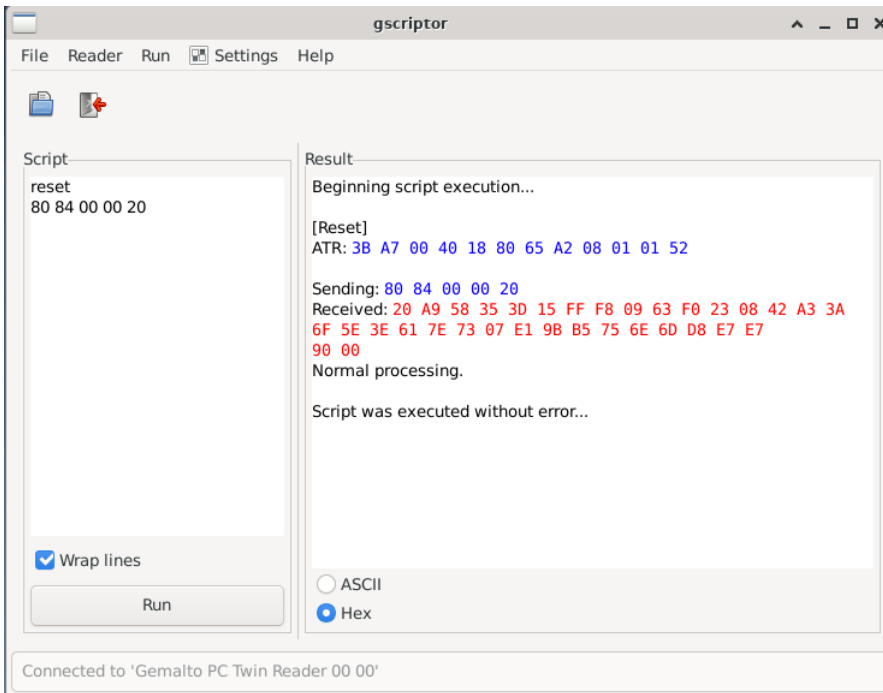 gscriptor
File Reader Run Settings Help
Script
reset
80 84 00 00 20
Wrap lines
Run
Result
Beginning script execution...
[Reset]
ATR: 3B A7 00 40 18 80 65 A2 08 01 01 52
Sending: 80 84 00 00 20
Received: 20 A9 58 35 3D 15 FF F8 09 63 F0 23 08 42 A3 3A
6F 5E 3E 61 7E 73 07 E1 9B B5 75 6E 6D D8 E7 E7
90 00
Normal processing.
Script was executed without error...
ASCII
Hex
Connected to 'Gemalto PC Twin Reader 00 00'